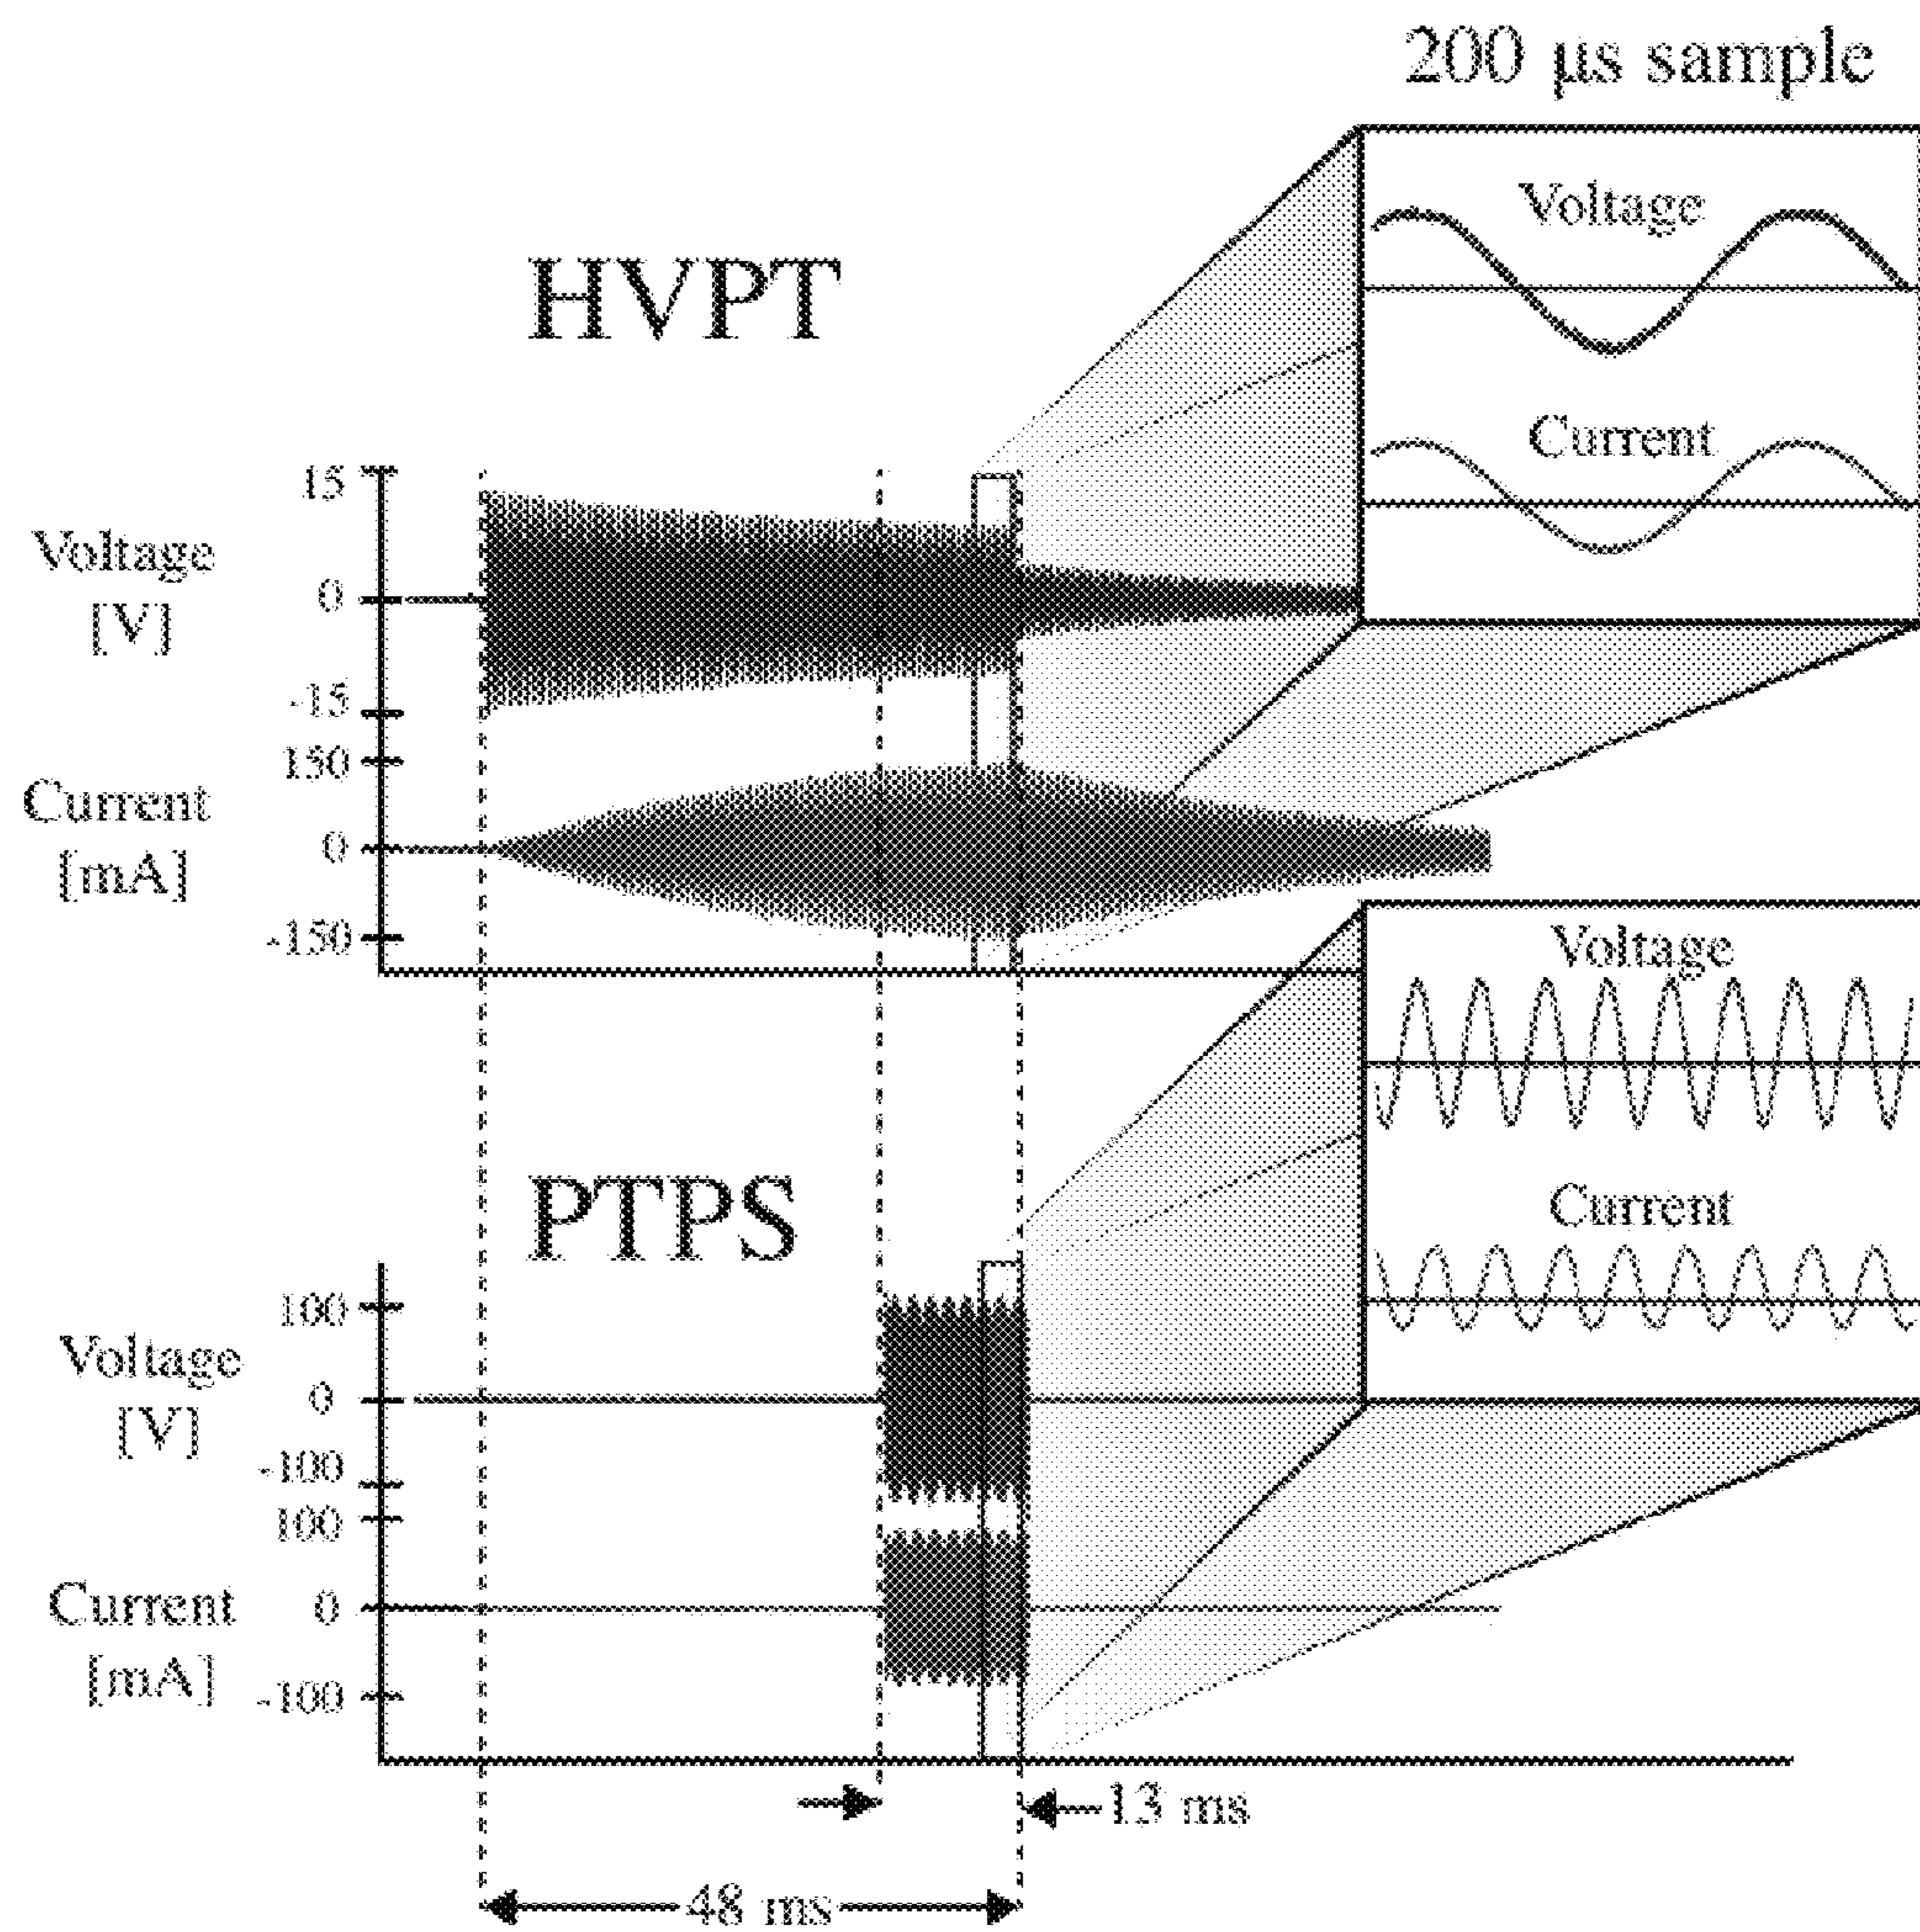 200 µs sample
Voltage
HVPT
Current
15
Voltage
[V]
0
-15
150
Current
[mA]
0
-150
Voltage
Current
PTPS
100
Voltage
[V]
0
-100
100
Current
[mA]
0
-100
13 ms
48 ms